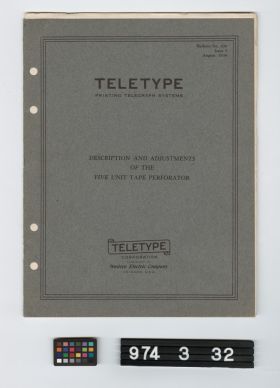 Bulletin No. 
Issue
August,
TELETYPE
PRINTING TELEGRAPH SYSTEMS
DESCRIPTION AND ADJUSTMENTS
OF THE
FIVE UNIT TAPE PERFORATOR
TELETYPE
CORPORATION
Western Electric Company
CHICAGO, U.S.A.
974 3 32